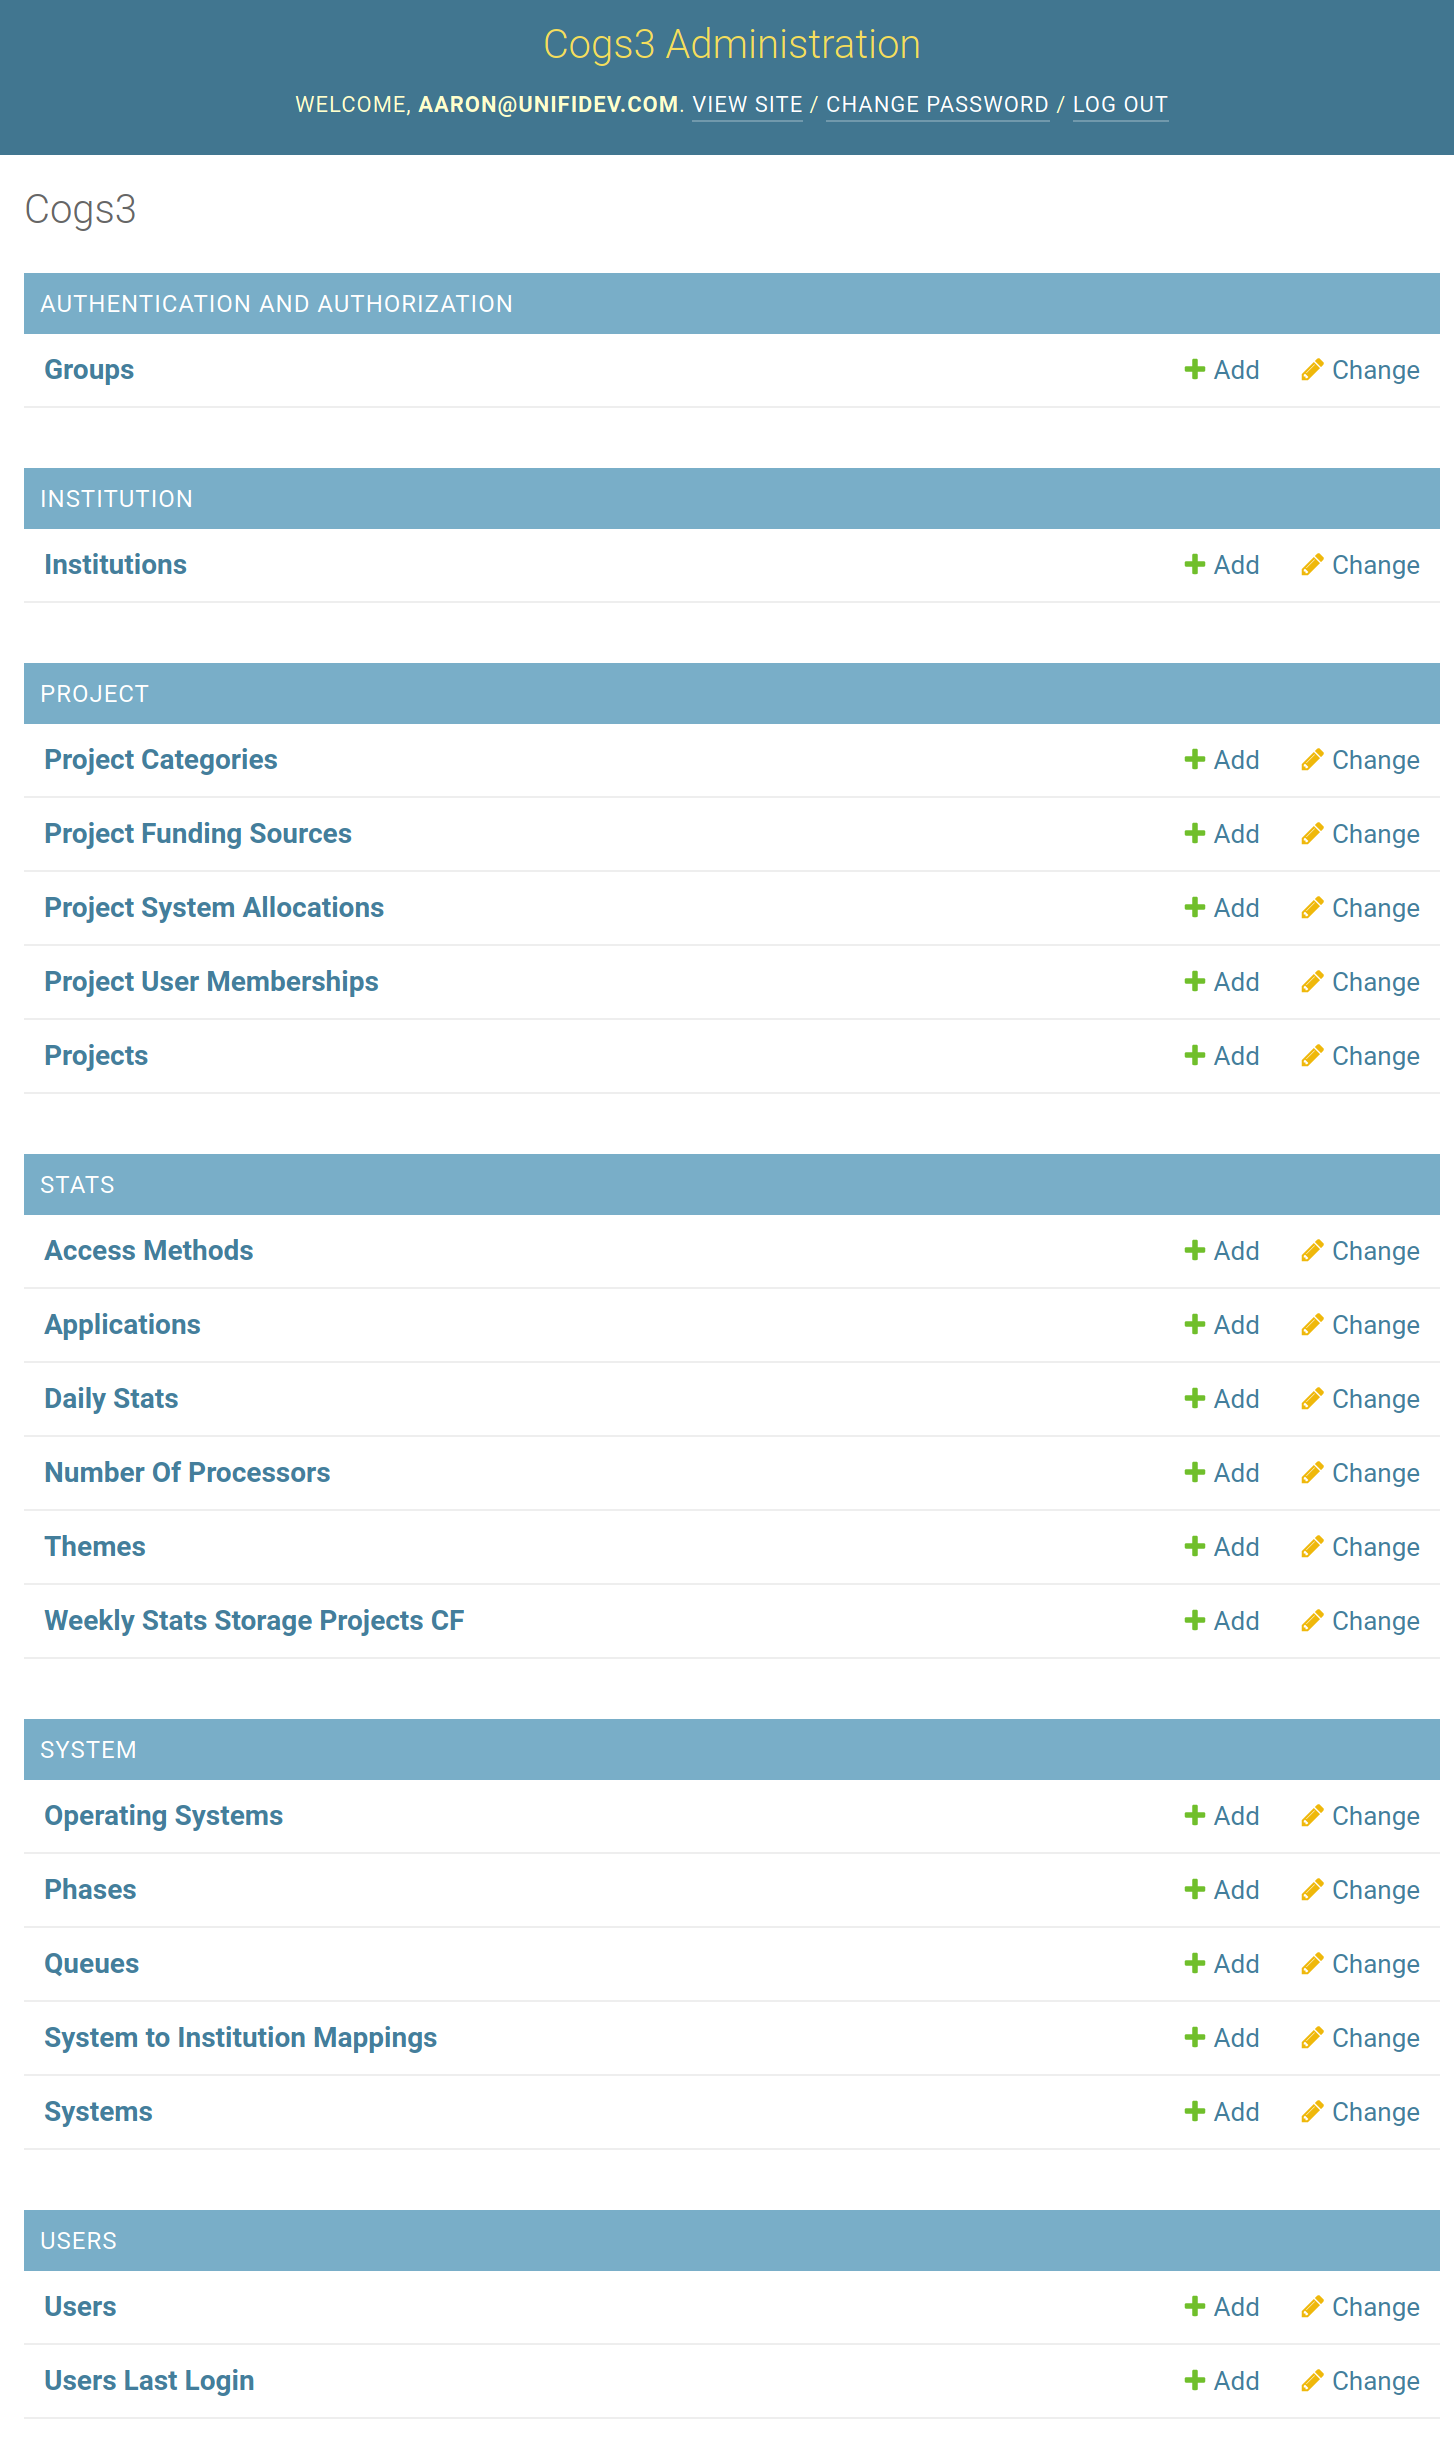 Cogs3 Administration
WELCOME, AARON@UNIFIDEV.COM. VIEW SITE / CHANGE PASSWORD / LOG OUT
Cogs3
AUTHENTICATION AND AUTHORIZATION
Groups Add Change
INSTITUTION
Institutions Add Change
PROJECT
Project Categories Add Change
Project Funding Sources Add Change
Project System Allocations Add Change
Project User Memberships Add Change
Projects Add Change
STATS
Access Methods Add Change
Applications Add Change
Daily Stats Add Change
Number Of Processors Add Change
Themes Add Change
Weekly Stats Storage Projects CF Add Change
SYSTEM
Operating Systems Add Change
Phases Add Change
Queues Add Change
System to Institution Mappings Add Change
Systems Add Change
USERS
Users Add Change
Users Last Login Add Change